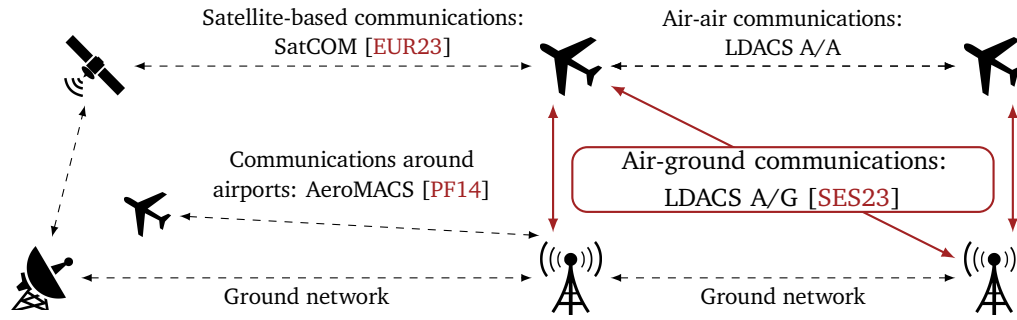 Satellite-based communications:
SatCOM [EUR23]
Air-air communications:
LDACS A/A
Communications around
airports: AeroMACS [PF14]
Air-ground communications:
LDACS A/G [SES23]
Ground network
Ground network